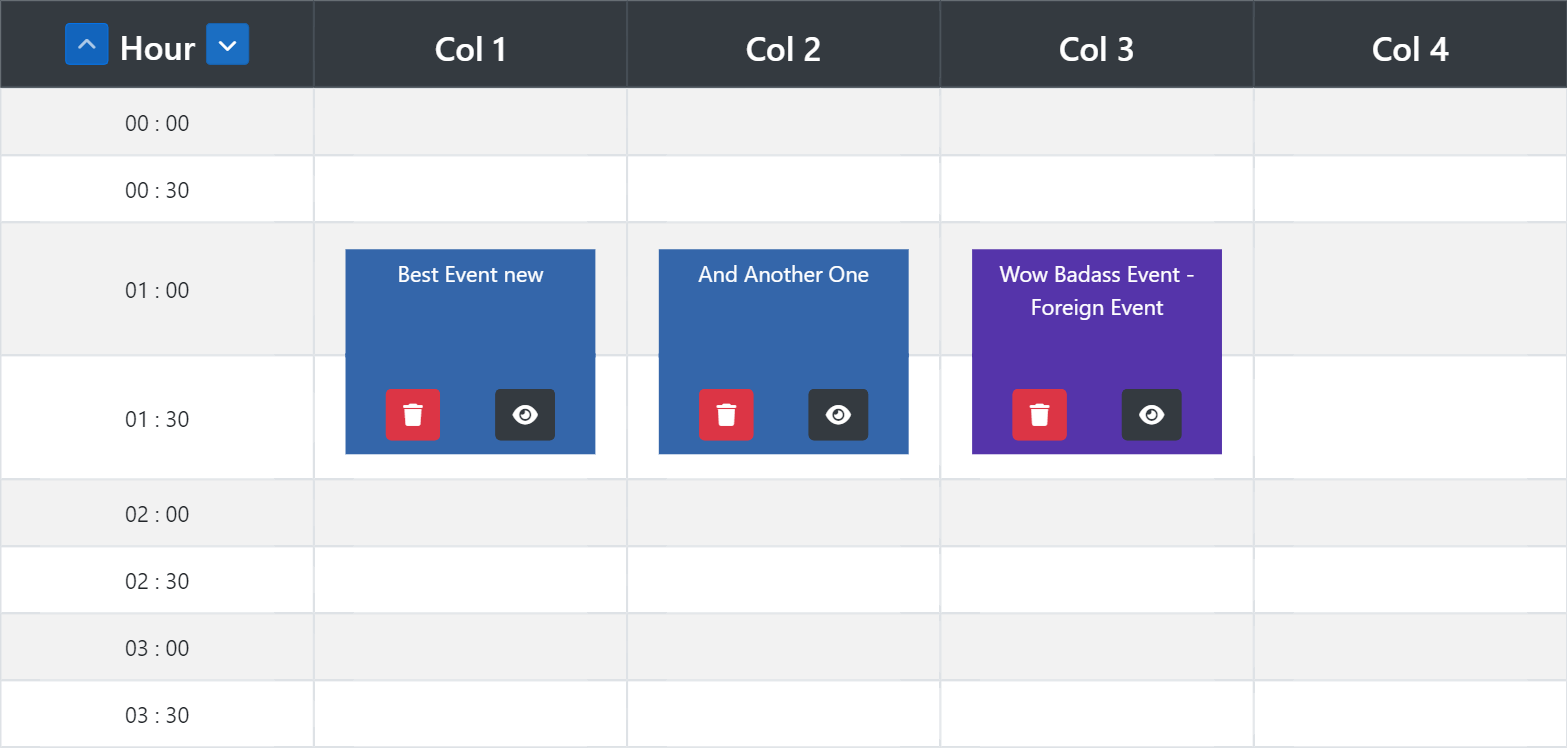 Hour Col 1 Col 2 Col 3 Col 4
00 : 00
00 : 30
01 : 00
Best Event new
And Another One
Wow Badass Event -
Foreign Event
01 : 30
02 : 00
02 : 30
03 : 00
03 : 30